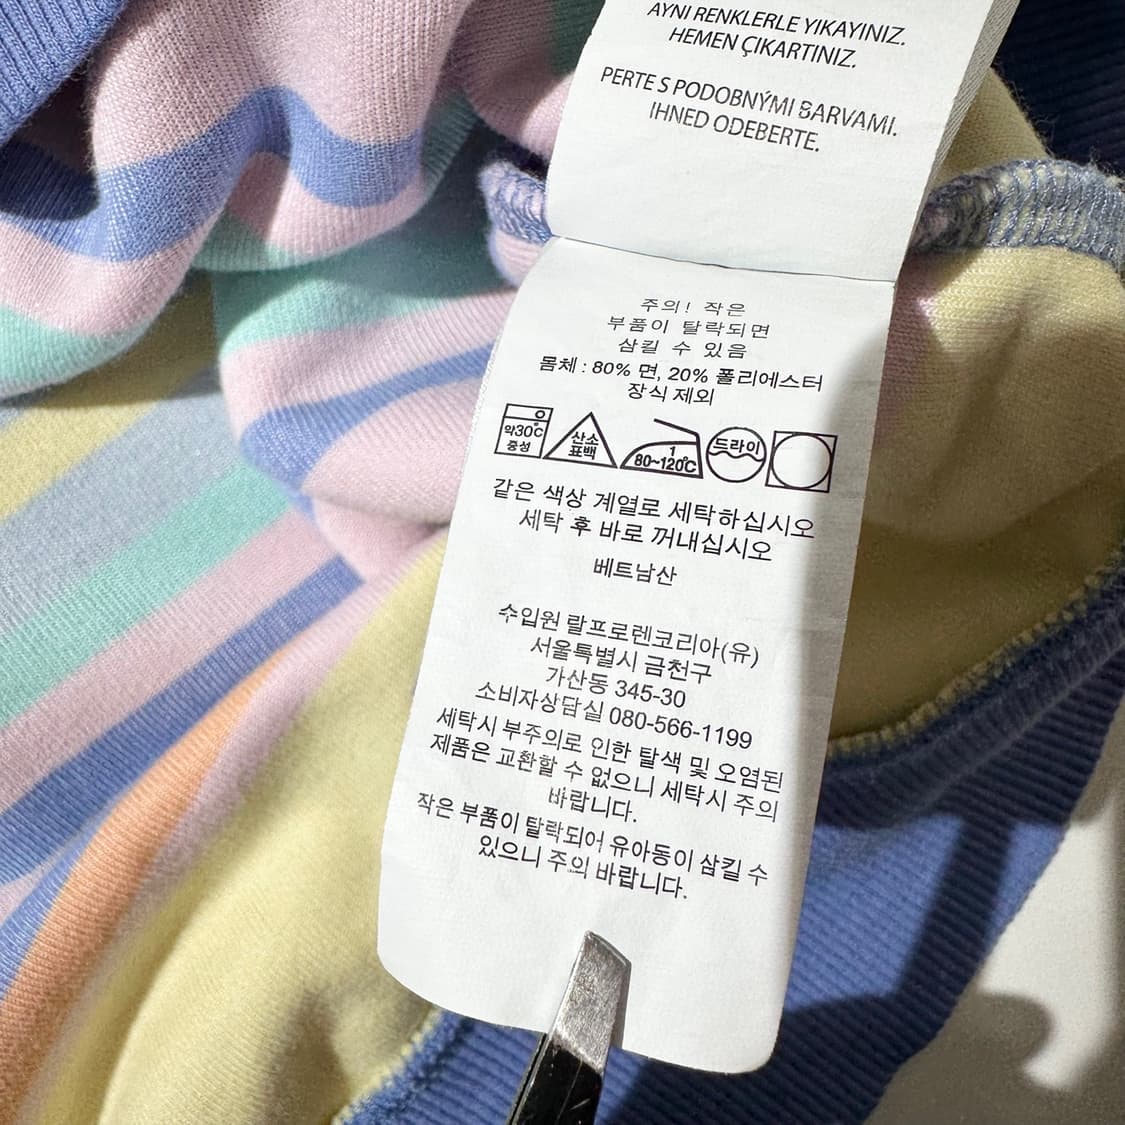 AYNI RENKLERLE YIKAYINIZ.
HEMEN ÇIKARTINIZ.
PERTE S PODOBNÝMI BARVAMI.
IHNED ODEBERTE.
주의! 작은
부품이 탈락되면
삼킬 수 있음
몸체 : 80% 면, 20% 폴리에스터
장식 제외
약30℃
중성
산소
표백
1
80~120℃
드라이
같은 색상 계열로 세탁하십시오
세탁 후 바로 꺼내십시오
베트남산
수입원 랄프로렌코리아(유)
서울특별시 금천구
가산동 345-30
소비자상담실 080-566-1199
세탁시 부주의로 인한 탈색 및 오염된
제품은 교환할 수 없으니 세탁시 주의
바랍니다.
작은 부품이 탈락되어 유아등이 삼킬 수
있으니 주의 바랍니다.